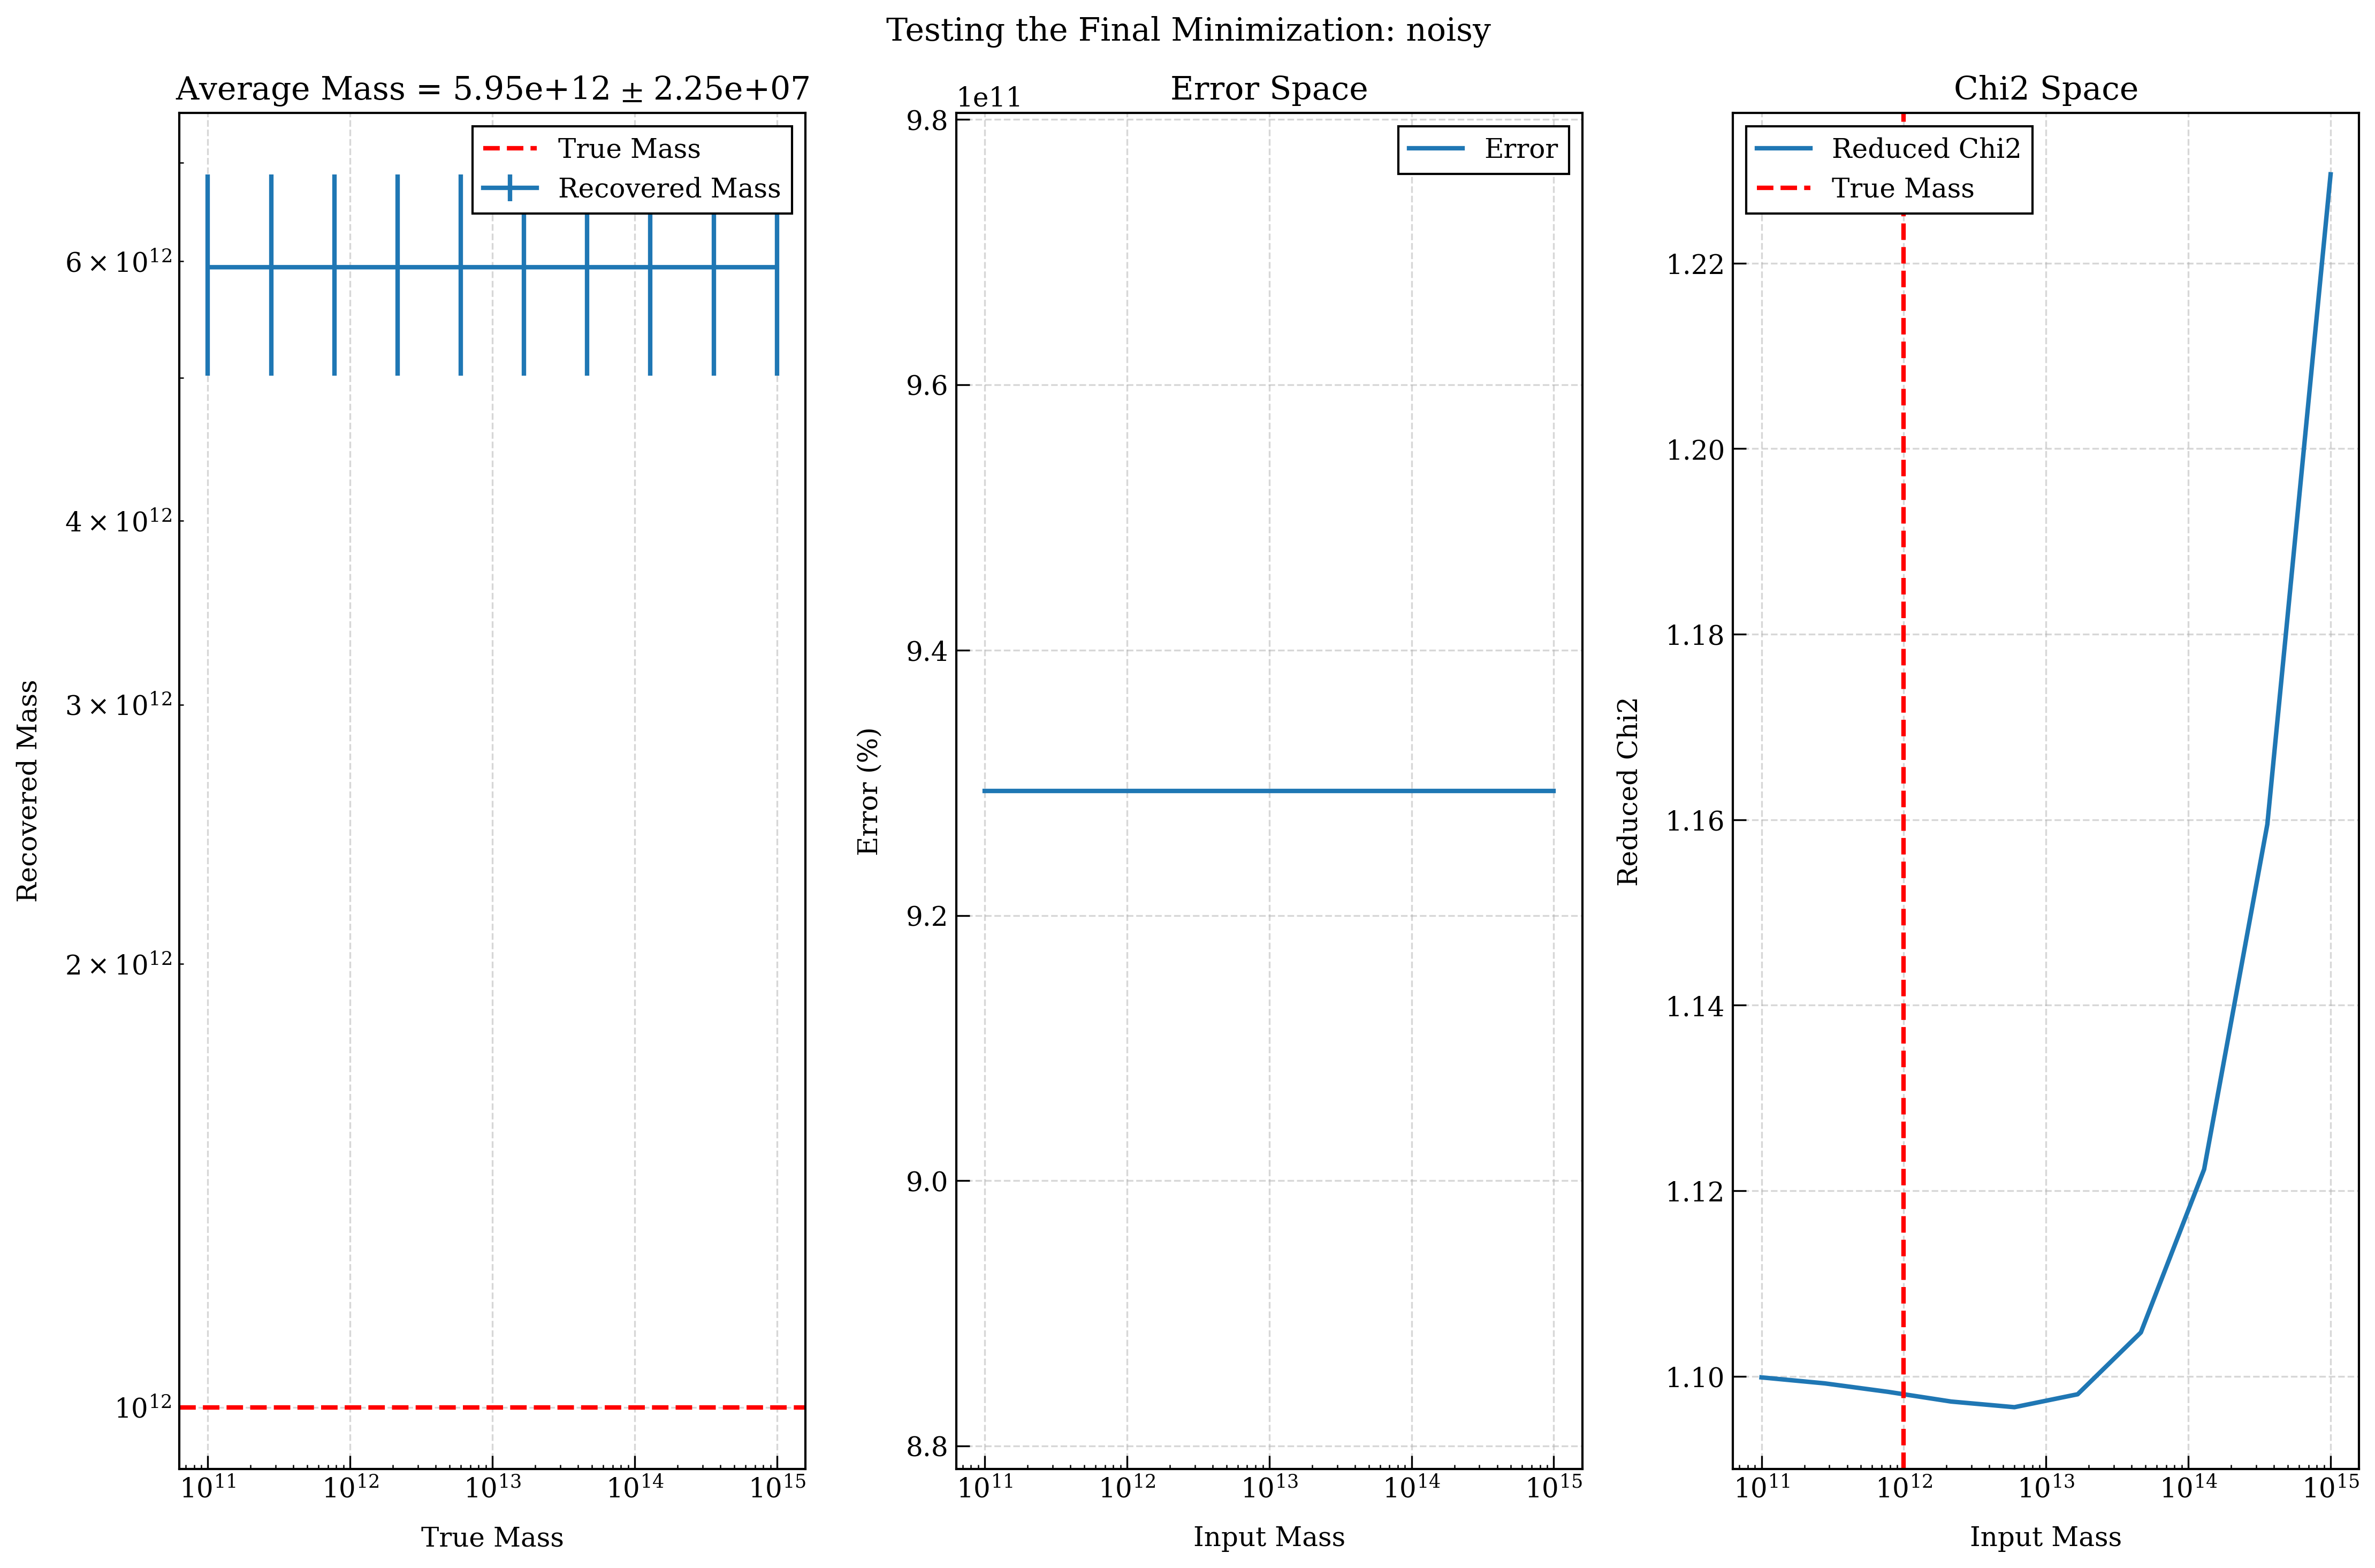 Testing the Final Minimization: noisy
Average Mass = 5.95e+12 ± 2.25e+07
True Mass
Recovered Mass
6 × 10¹²
4 × 10¹²
3 × 10¹²
2 × 10¹²
10¹²
Recovered Mass
10¹¹ 10¹² 10¹³ 10¹⁴ 10¹⁵
True Mass
Error Space
1e11
Error
9.8
9.6
9.4
9.2
9.0
8.8
Error (%)
10¹¹ 10¹² 10¹³ 10¹⁴ 10¹⁵
Input Mass
Chi2 Space
Reduced Chi2
True Mass
1.22
1.20
1.18
1.16
1.14
1.12
1.10
Reduced Chi2
10¹¹ 10¹² 10¹³ 10¹⁴ 10¹⁵
Input Mass